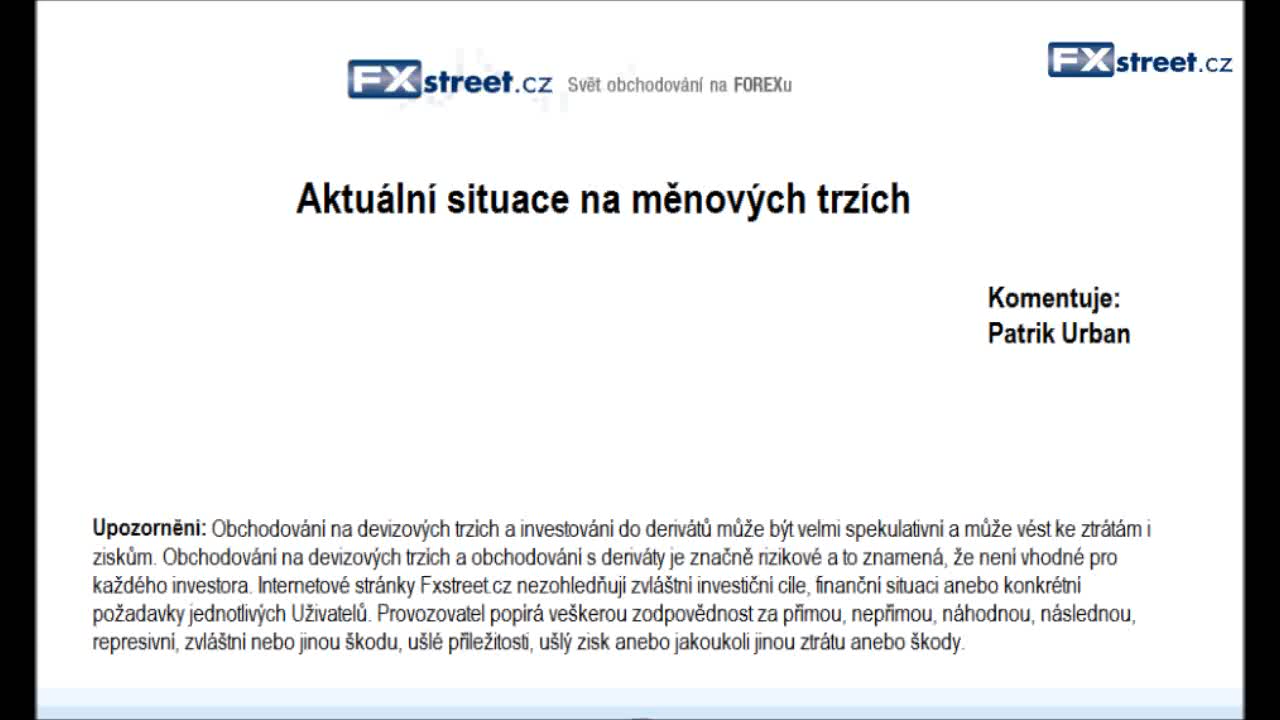 FXstreet.cz Svět obchodování na FOREXu
FXstreet.cz
Aktuální situace na měnových trzích
Komentuje:
Patrik Urban
Upozornění: Obchodování na devizových trzích a investování do derivátů může být velmi spekulativní a může vést ke ztrátám i
ziskům. Obchodování na devizových trzích a obchodování s deriváty je značně rizikové a to znamená, že není vhodné pro
každého investora. Internetové stránky Fxstreet.cz nezohledňují zvláštní investiční cíle, finanční situaci anebo konkrétní
požadavky jednotlivých Uživatelů. Provozovatel popírá veškerou zodpovědnost za přímou, nepřímou, náhodnou, následnou,
represivní, zvláštní nebo jinou škodu, ušlé příležitosti, ušlý zisk anebo jakoukoli jinou ztrátu anebo škody.